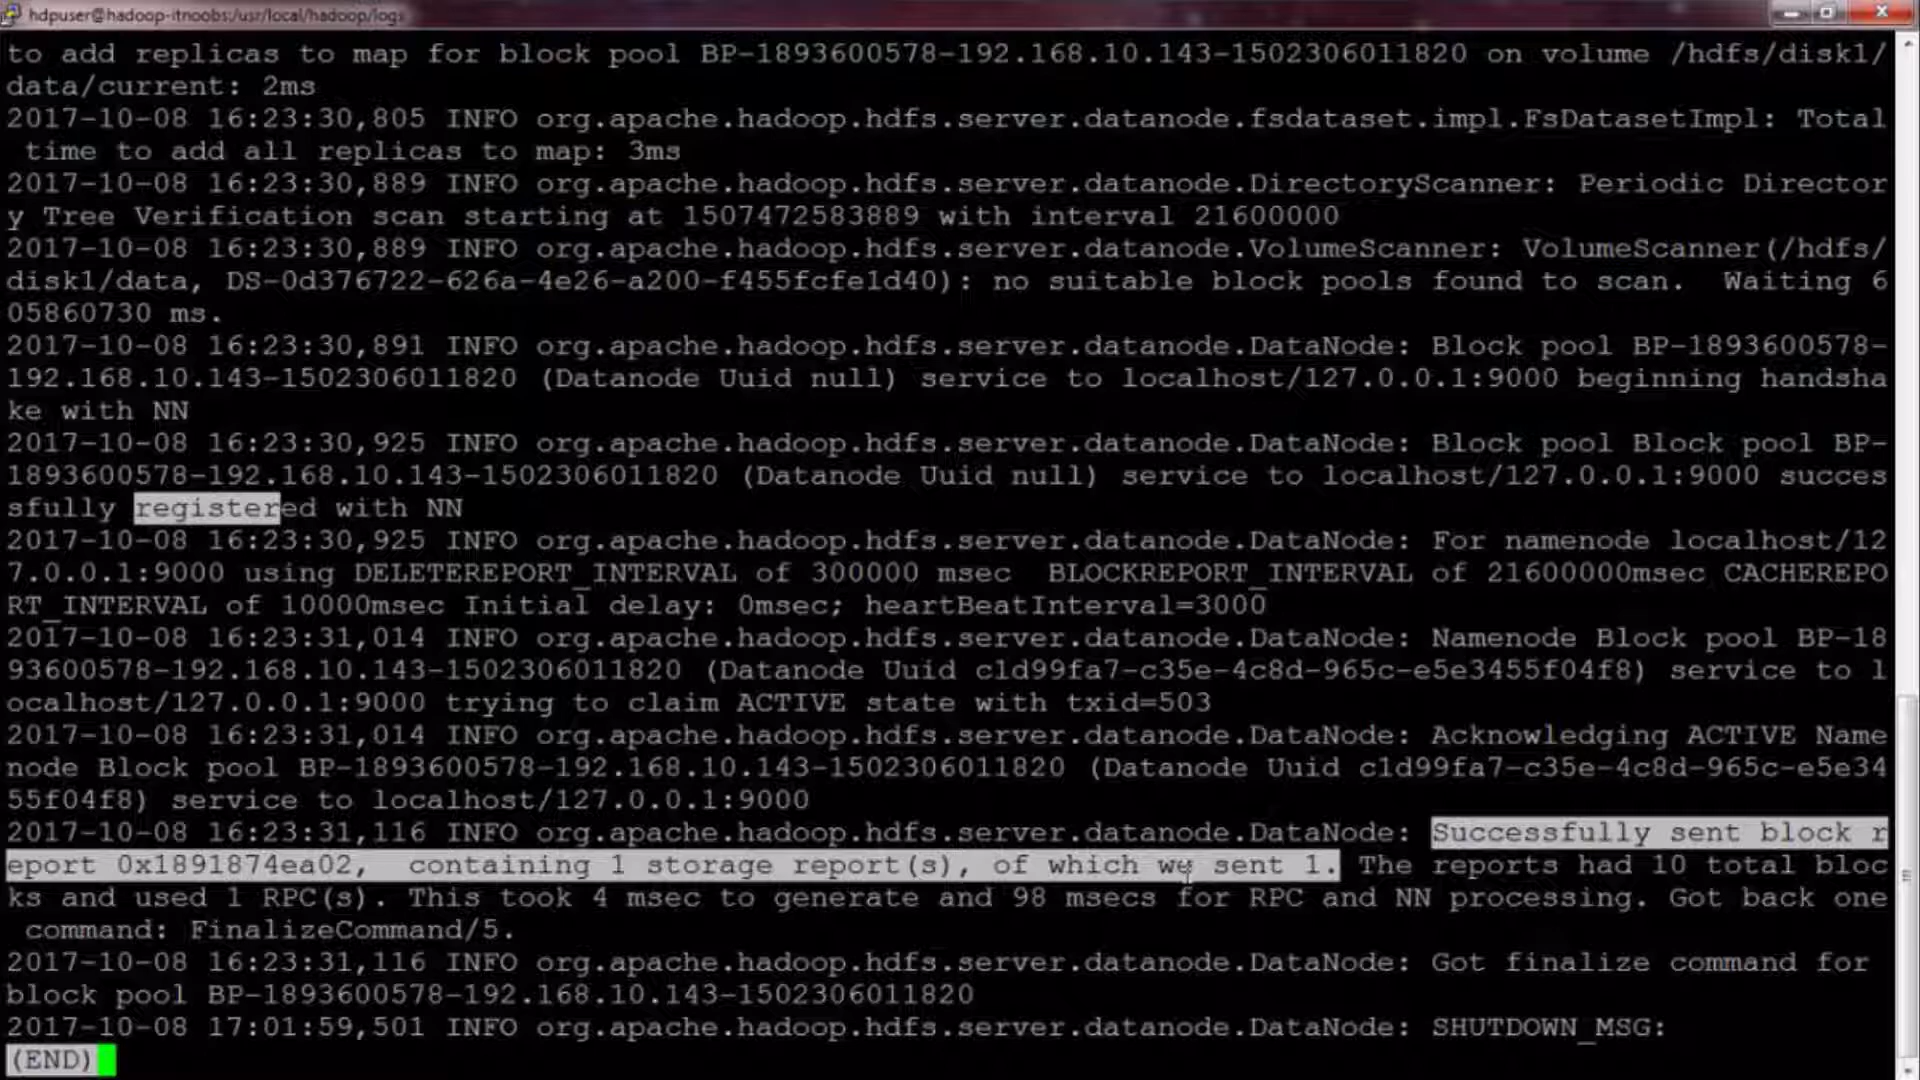 hdpuser@hadoop-itnoobs:/usr/local/hadoop/logs
to add replicas to map for block pool BP-1893600578-192.168.10.143-1502306011820 on volume /hdfs/disk1/
data/current: 2ms
2017-10-08 16:23:30,805 INFO org.apache.hadoop.hdfs.server.datanode.fsdataset.impl.FsDatasetImpl: Total
time to add all replicas to map: 3ms
2017-10-08 16:23:30,889 INFO org.apache.hadoop.hdfs.server.datanode.DirectoryScanner: Periodic Director
y Tree Verification scan starting at 1507472583889 with interval 21600000
2017-10-08 16:23:30,889 INFO org.apache.hadoop.hdfs.server.datanode.VolumeScanner: VolumeScanner(/hdfs/
disk1/data, DS-0d376722-626a-4e26-a200-f455fcfe1d40): no suitable block pools found to scan.  Waiting 6
05860730 ms.
2017-10-08 16:23:30,891 INFO org.apache.hadoop.hdfs.server.datanode.DataNode: Block pool BP-1893600578-
192.168.10.143-1502306011820 (Datanode Uuid null) service to localhost/127.0.0.1:9000 beginning handsha
ke with NN
2017-10-08 16:23:30,925 INFO org.apache.hadoop.hdfs.server.datanode.DataNode: Block pool Block pool BP-
1893600578-192.168.10.143-1502306011820 (Datanode Uuid null) service to localhost/127.0.0.1:9000 succes
sfully registered with NN
2017-10-08 16:23:30,925 INFO org.apache.hadoop.hdfs.server.datanode.DataNode: For namenode localhost/12
7.0.0.1:9000 using DELETEREPORT_INTERVAL of 300000 msec  BLOCKREPORT_INTERVAL of 21600000msec CACHEREPO
RT_INTERVAL of 10000msec Initial delay: 0msec; heartBeatInterval=3000
2017-10-08 16:23:31,014 INFO org.apache.hadoop.hdfs.server.datanode.DataNode: Namenode Block pool BP-18
93600578-192.168.10.143-1502306011820 (Datanode Uuid c1d99fa7-c35e-4c8d-965c-e5e3455f04f8) service to l
ocalhost/127.0.0.1:9000 trying to claim ACTIVE state with txid=503
2017-10-08 16:23:31,014 INFO org.apache.hadoop.hdfs.server.datanode.DataNode: Acknowledging ACTIVE Name
node Block pool BP-1893600578-192.168.10.143-1502306011820 (Datanode Uuid c1d99fa7-c35e-4c8d-965c-e5e34
55f04f8) service to localhost/127.0.0.1:9000
2017-10-08 16:23:31,116 INFO org.apache.hadoop.hdfs.server.datanode.DataNode: Successfully sent block r
eport 0x1891874ea02,  containing 1 storage report(s), of which we sent 1. The reports had 10 total bloc
ks and used 1 RPC(s). This took 4 msec to generate and 98 msecs for RPC and NN processing. Got back one
command: FinalizeCommand/5.
2017-10-08 16:23:31,116 INFO org.apache.hadoop.hdfs.server.datanode.DataNode: Got finalize command for
block pool BP-1893600578-192.168.10.143-1502306011820
2017-10-08 17:01:59,501 INFO org.apache.hadoop.hdfs.server.datanode.DataNode: SHUTDOWN_MSG:
(END)